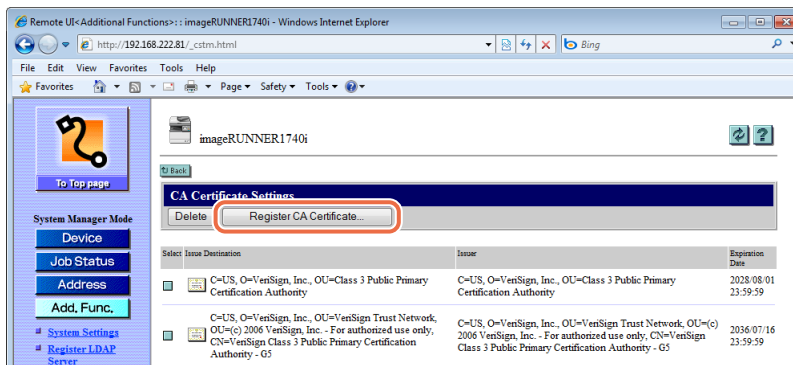 Remote UI<Additional Functions>: : imageRUNNER1740i - Windows Internet Explorer
http://192.168.222.81/_cstm.html
Bing
File Edit View Favorites Tools Help
Favorites Page Safety Tools
imageRUNNER1740i
Back
To Top page
CA Certificate Settings
Delete Register CA Certificate...
System Manager Mode
Device
Job Status
Address
Add. Func.
System Settings
Register LDAP
Server
Select Issue Destination Issuer Expiration
Date
C=US, O=VeriSign, Inc., OU=Class 3 Public Primary
Certification Authority
C=US, O=VeriSign, Inc., OU=Class 3 Public Primary
Certification Authority
2028/08/01
23:59:59
C=US, O=VeriSign, Inc., OU=VeriSign Trust Network,
OU=(c) 2006 VeriSign, Inc. - For authorized use only,
CN=VeriSign Class 3 Public Primary Certification
Authority - G5
C=US, O=VeriSign, Inc., OU=VeriSign Trust Network, OU=(c)
2006 VeriSign, Inc. - For authorized use only, CN=VeriSign
Class 3 Public Primary Certification Authority - G5
2036/07/16
23:59:59